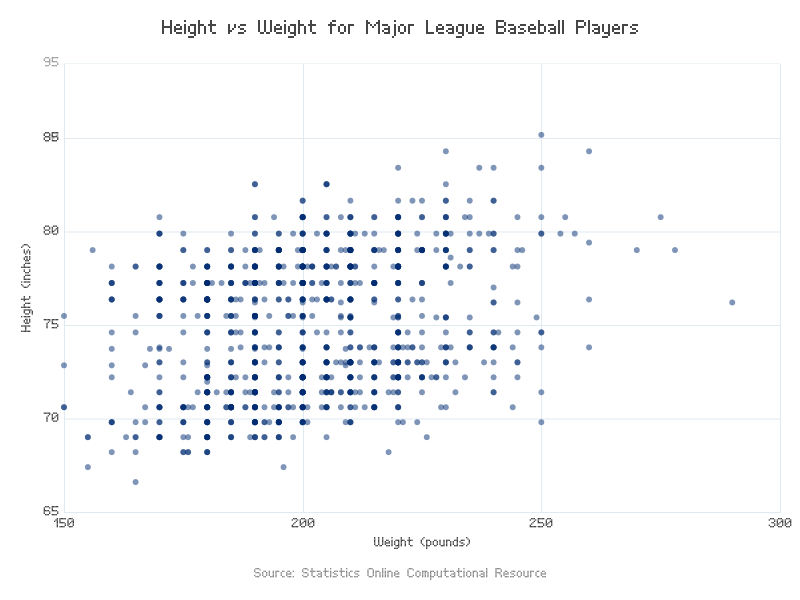 Height vs Weight for Major League Baseball Players
95
85
80
75
70
65
150
200
250
300
Height (inches)
Weight (pounds)
Source: Statistics Online Computational Resource